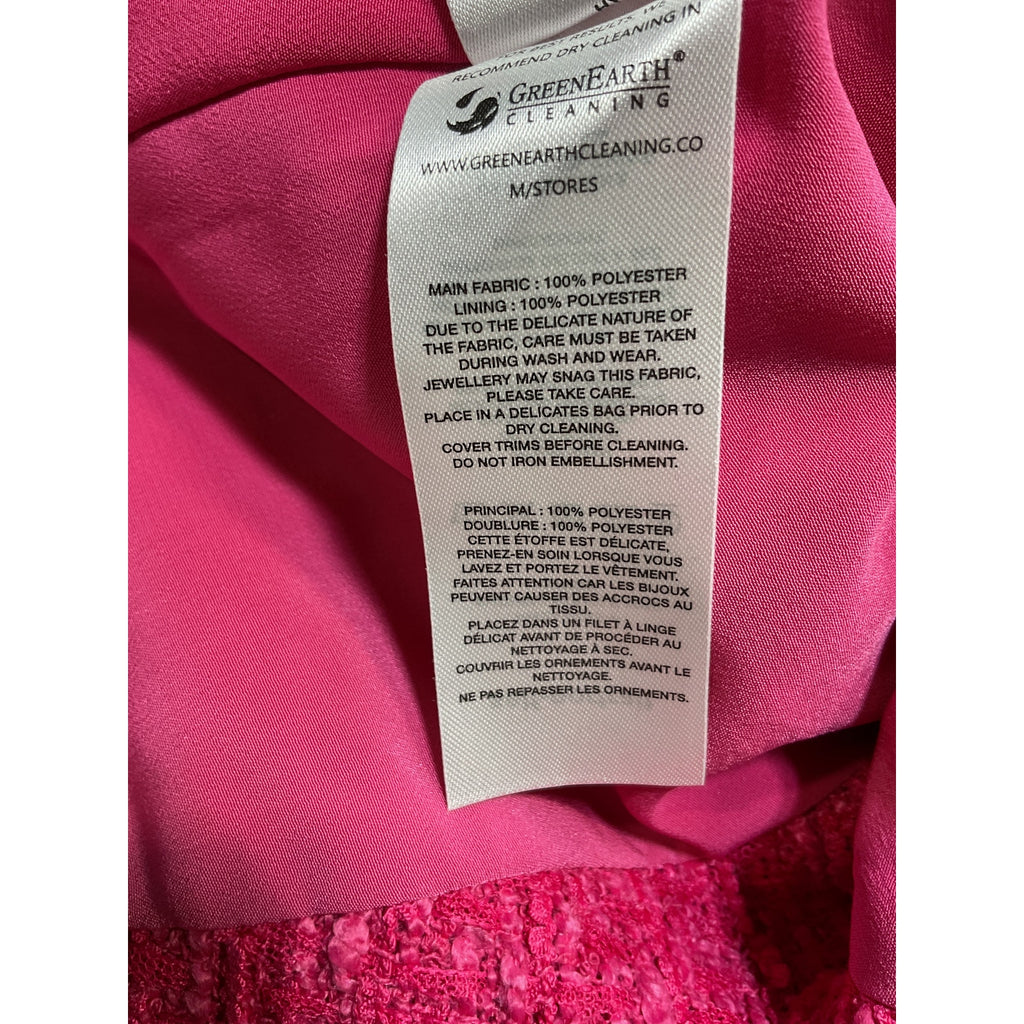 FOR BEST RESULTS, WE
RECOMMEND DRY CLEANING IN
GREENEARTH®
CLEANING
WWW.GREENEARTHCLEANING.CO
M/STORES
MAIN FABRIC : 100% POLYESTER
LINING : 100% POLYESTER
DUE TO THE DELICATE NATURE OF
THE FABRIC, CARE MUST BE TAKEN
DURING WASH AND WEAR.
JEWELLERY MAY SNAG THIS FABRIC,
PLEASE TAKE CARE.
PLACE IN A DELICATES BAG PRIOR TO
DRY CLEANING.
COVER TRIMS BEFORE CLEANING.
DO NOT IRON EMBELLISHMENT.
PRINCIPAL : 100% POLYESTER
DOUBLURE : 100% POLYESTER
CETTE ÉTOFFE EST DÉLICATE,
PRENEZ-EN SOIN LORSQUE VOUS
LAVEZ ET PORTEZ LE VÊTEMENT.
FAITES ATTENTION CAR LES BIJOUX
PEUVENT CAUSER DES ACCROCS AU
TISSU.
PLACEZ DANS UN FILET À LINGE
DÉLICAT AVANT DE PROCÉDER AU
NETTOYAGE À SEC.
COUVRIR LES ORNEMENTS AVANT LE
NETTOYAGE.
NE PAS REPASSER LES ORNEMENTS.